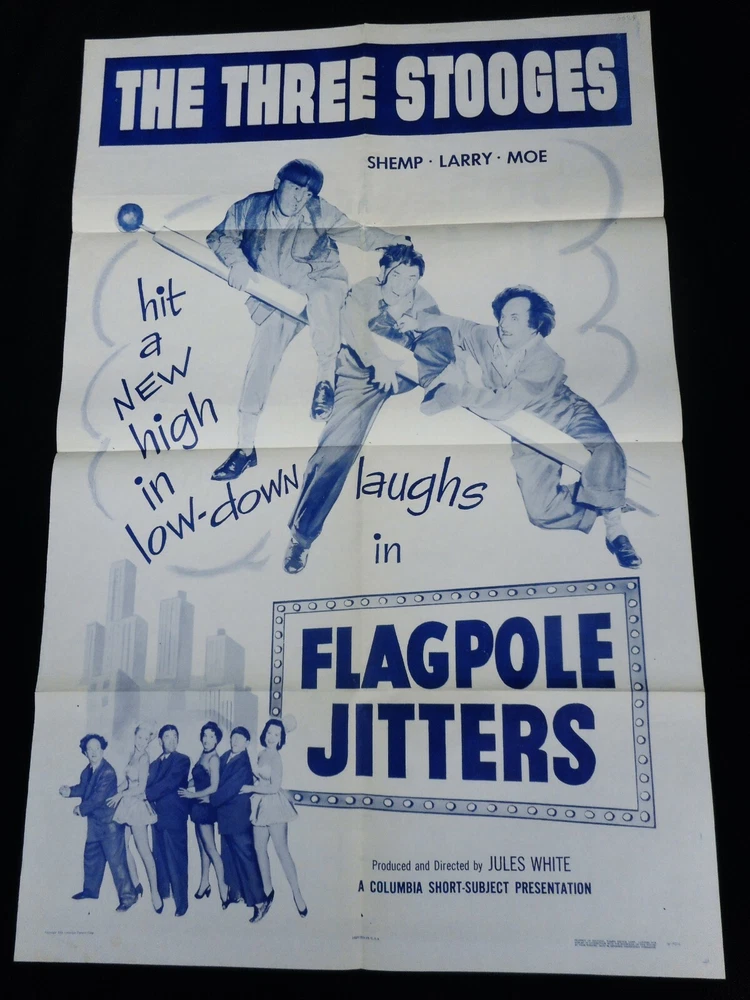 THE THREE STOOGES
SHEMP · LARRY · MOE
hit
a
NEW
high
in
low-down laughs
in
FLAGPOLE
JITTERS
Produced and Directed by JULES WHITE
A COLUMBIA SHORT-SUBJECT PRESENTATION